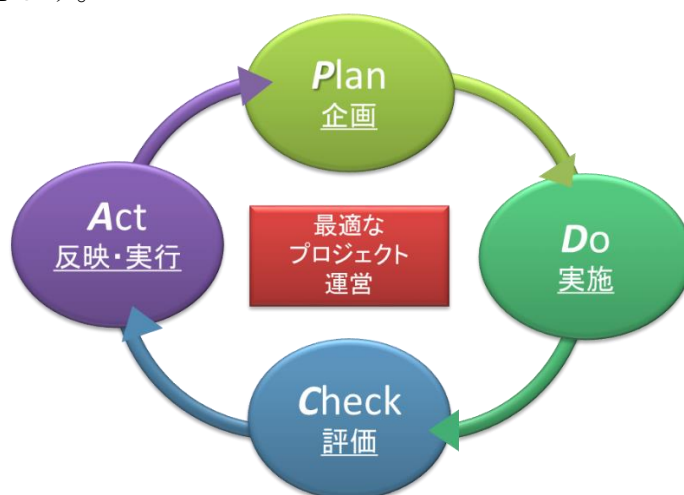 Plan
企画
Do
実施
Check
評価
Act
反映・実行
最適な
プロジェクト
運営